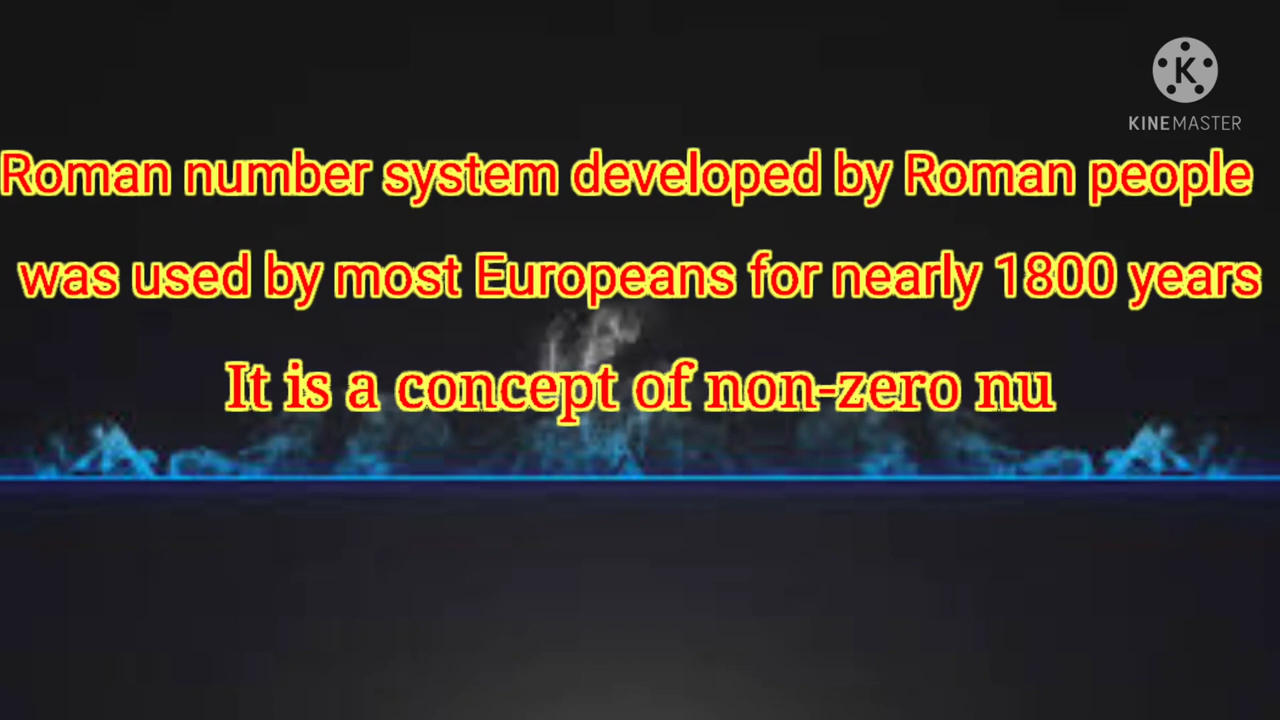 KINEMASTER
Roman number system developed by Roman people
was used by most Europeans for nearly 1800 years
It is a concept of non-zero nu